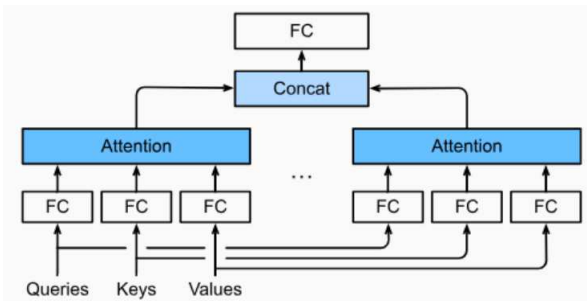 FC
Concat
Attention Attention
...
FC FC FC FC FC FC
Queries Keys Values